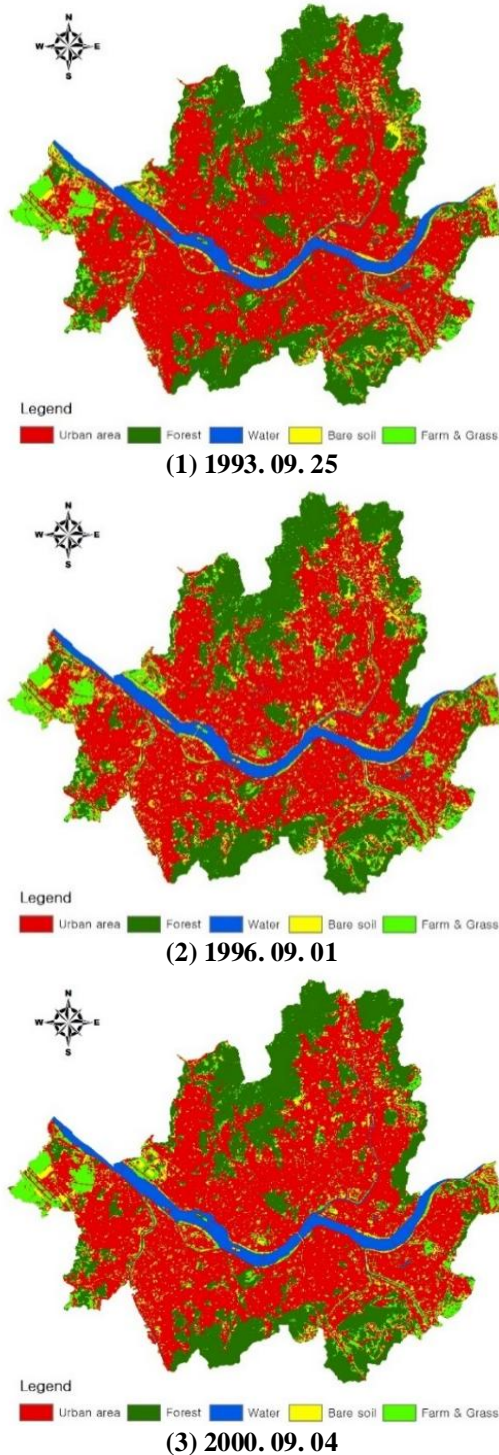 N
W E
S
Legend
Urban area Forest Water Bare soil Farm & Grass
(1) 1993. 09. 25
N
W E
S
Legend
Urban area Forest Water Bare soil Farm & Grass
(2) 1996. 09. 01
N
W E
S
Legend
Urban area Forest Water Bare soil Farm & Grass
(3) 2000. 09. 04